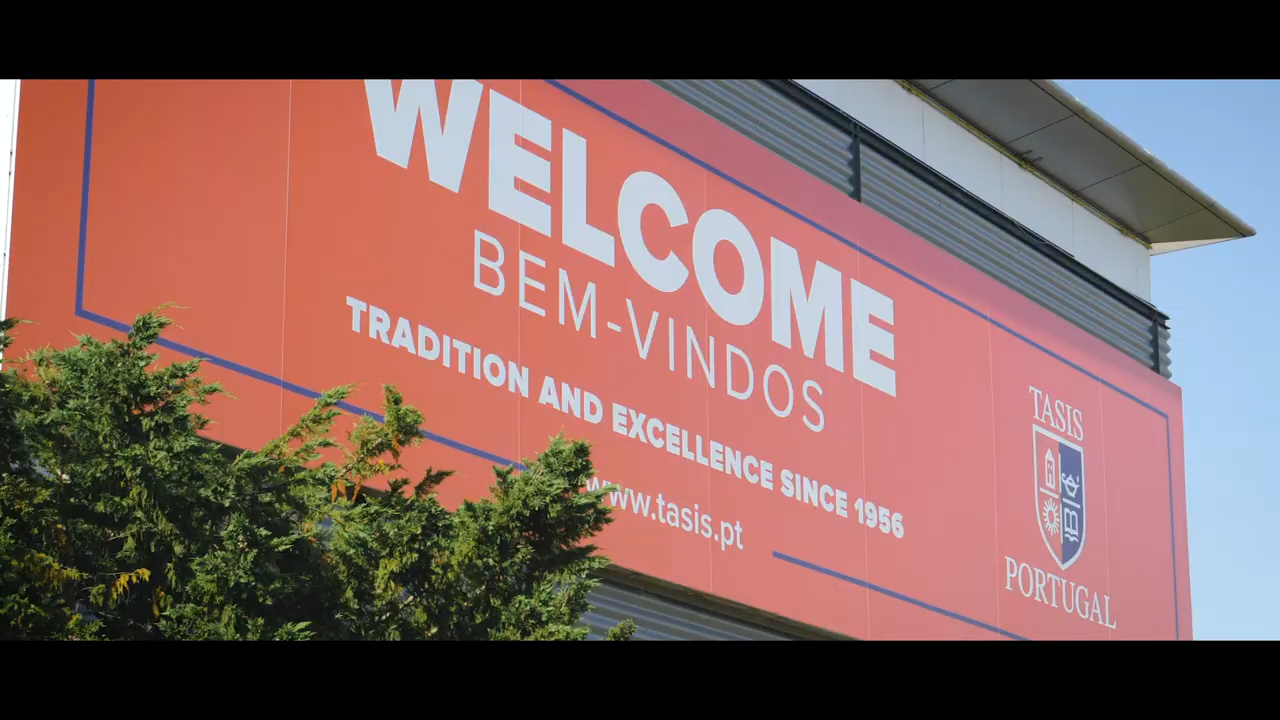 WELCOME
BEM-VINDOS
TRADITION AND EXCELLENCE SINCE 1956
www.tasis.pt
TASIS
PORTUGAL